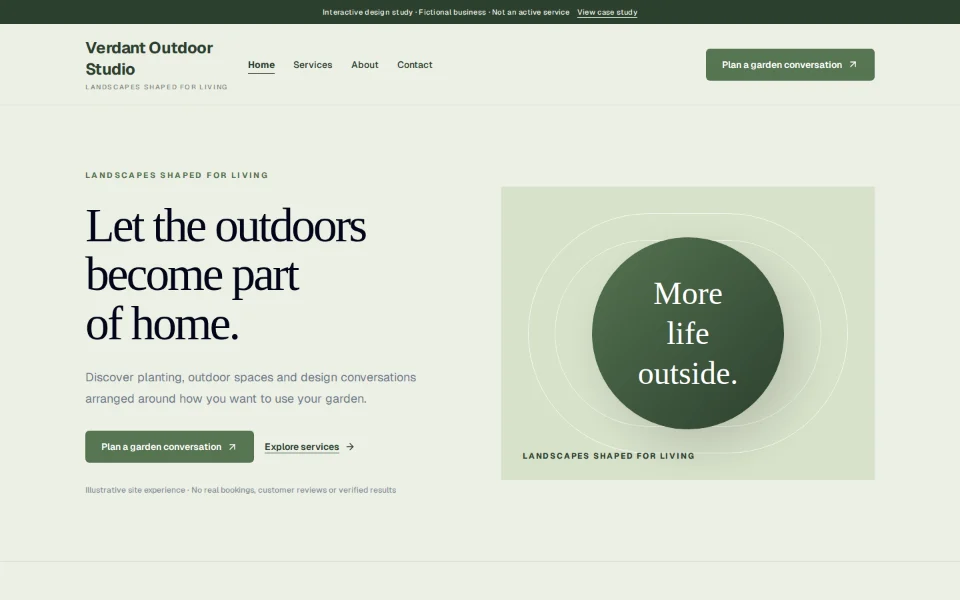 Interactive design study · Fictional business · Not an active service View case study
Verdant Outdoor
Studio
LANDSCAPES SHAPED FOR LIVING
Home Services About Contact
Plan a garden conversation
LANDSCAPES SHAPED FOR LIVING
Let the outdoors
become part
of home.
Discover planting, outdoor spaces and design conversations
arranged around how you want to use your garden.
Plan a garden conversation
Explore services
Illustrative site experience · No real bookings, customer reviews or verified results
More
life
outside.
LANDSCAPES SHAPED FOR LIVING